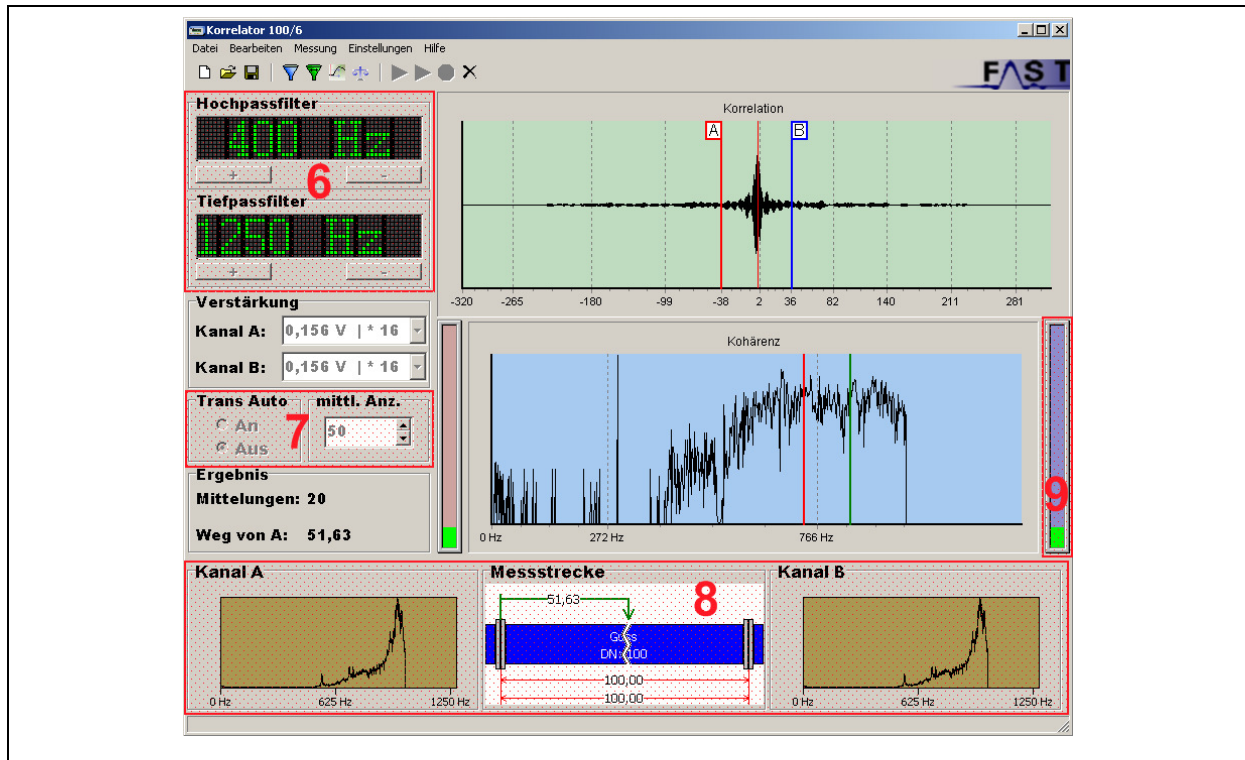 Korrelator 100/6
Datei Bearbeiten Messung Einstellungen Hilfe
FAST
Hochpassfilter
400 Hz
+ -
6
Tiefpassfilter
1250 Hz
+ -
Verstärkung
Kanal A: 0,156 V | * 16
Kanal B: 0,156 V | * 16
Trans Auto
An
Aus
7
mittl. Anz.
50
Ergebnis
Mittelungen: 20
Weg von A: 51,63
Korrelation
A B
-320 -265 -180 -99 -38 2 36 82 140 211 281
Kohärenz
0 Hz 272 Hz 766 Hz
9
Kanal A
0 Hz 625 Hz 1250 Hz
Messstrecke
8
51,63
Guss
DN: 100
100,00
100,00
Kanal B
0 Hz 625 Hz 1250 Hz